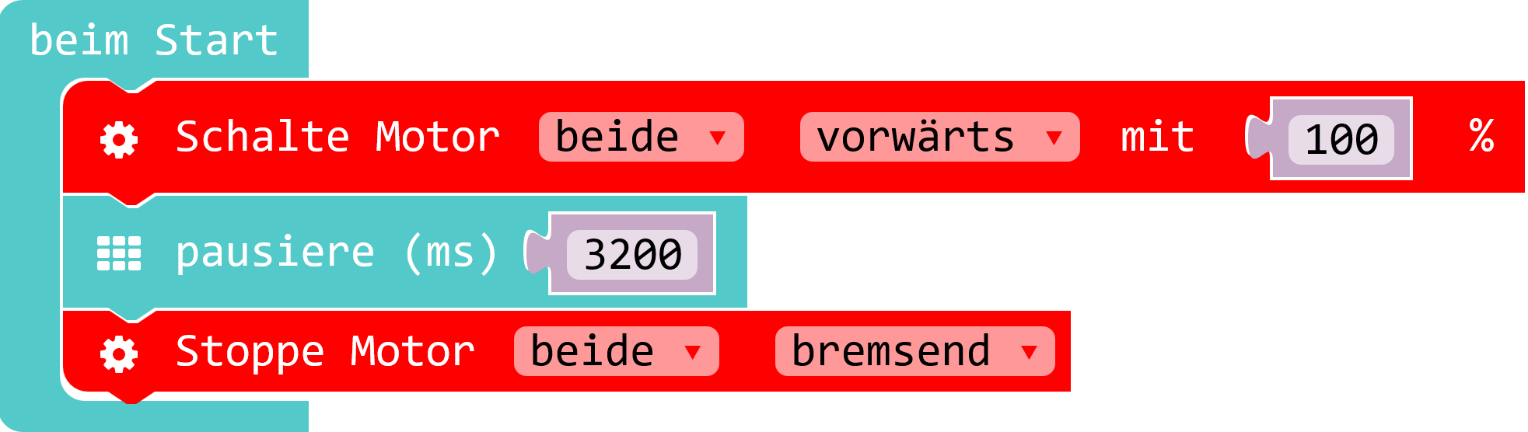 beim Start
Schalte Motor beide vorwärts mit 100 %
pausiere (ms) 3200
Stoppe Motor beide bremsend